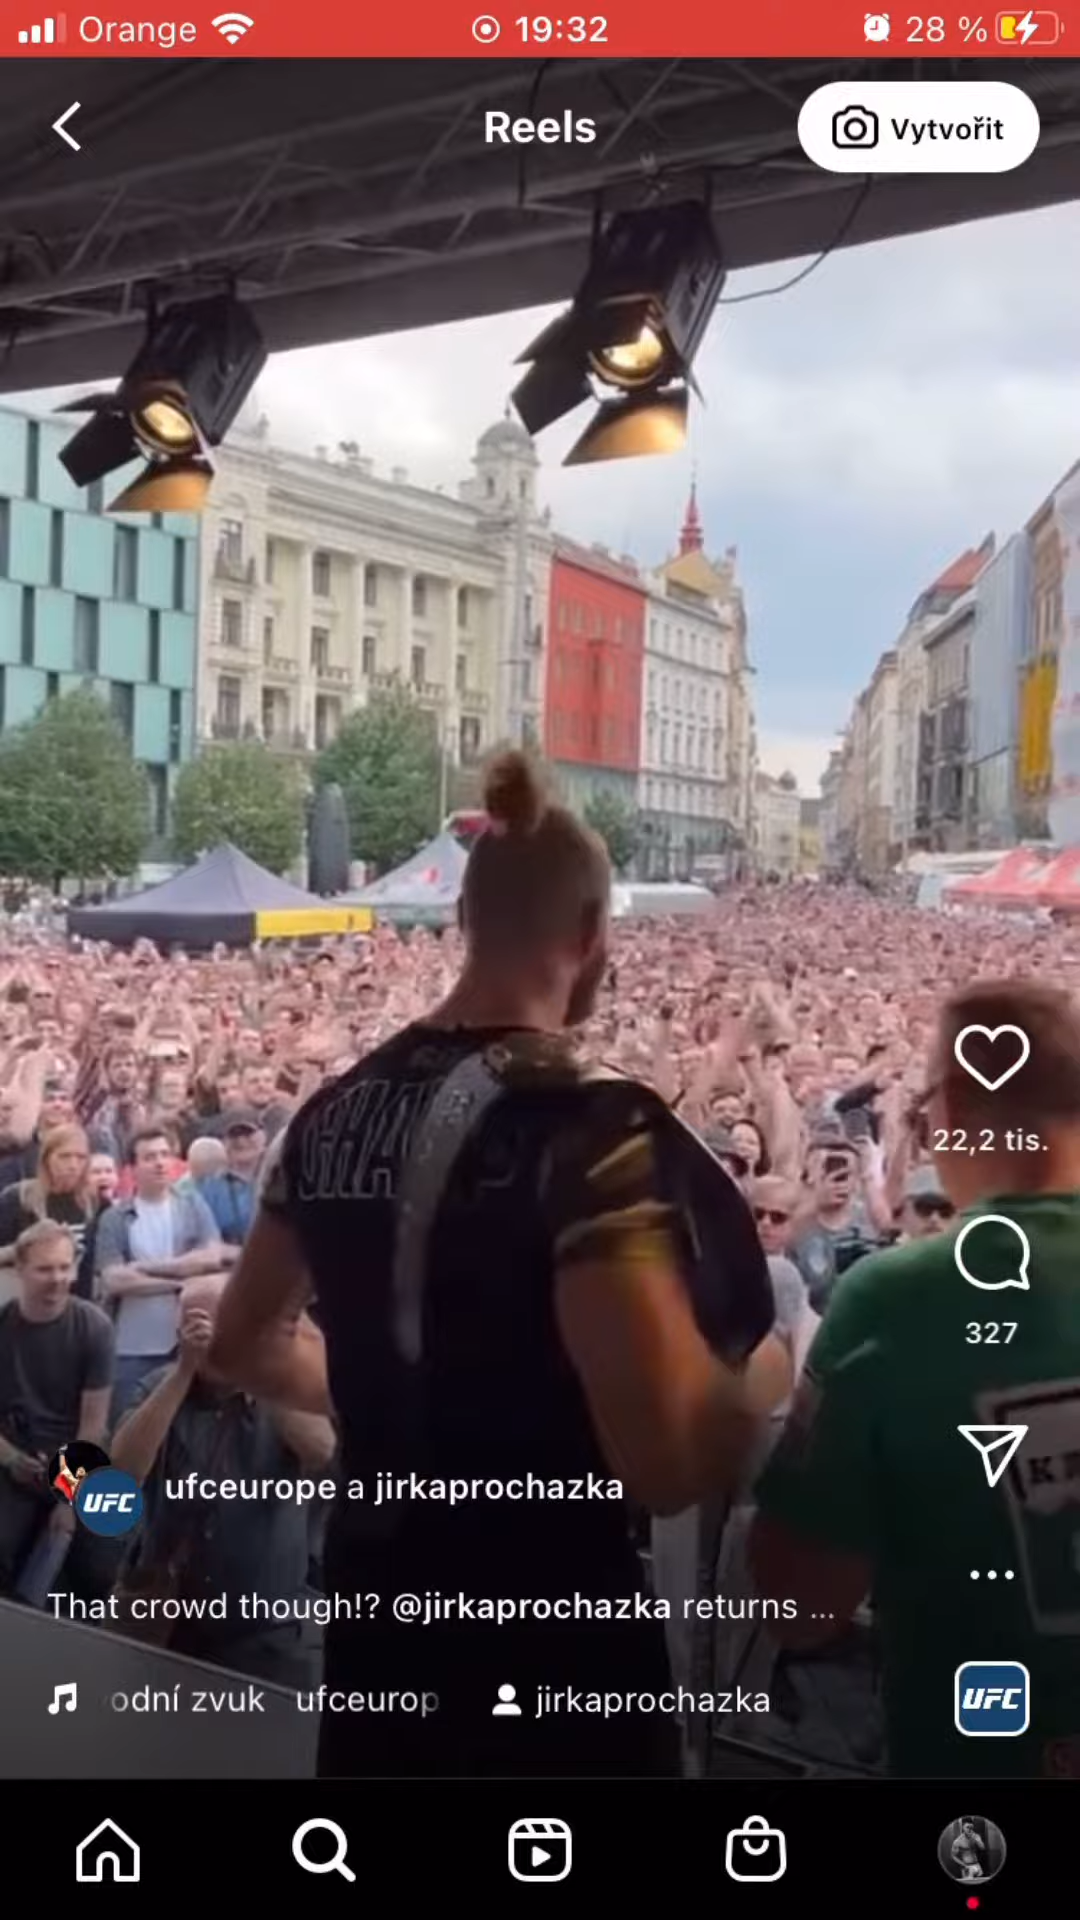 Orange 19:32 28 %
Reels
Vytvořit
22,2 tis.
327
UFC ufceurope a jirkaprochazka
That crowd though!? @jirkaprochazka returns ...
odní zvuk ufceurop jirkaprochazka
UFC